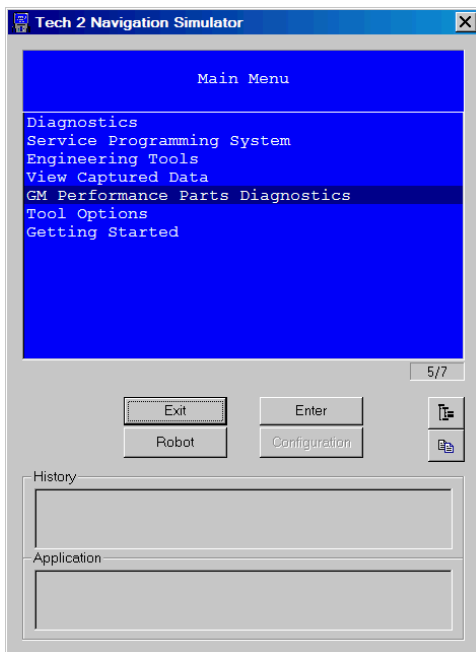 Tech 2 Navigation Simulator
Main Menu
Diagnostics
Service Programming System
Engineering Tools
View Captured Data
GM Performance Parts Diagnostics
Tool Options
Getting Started
5/7
Exit
Enter
Robot
Configuration
History
Application